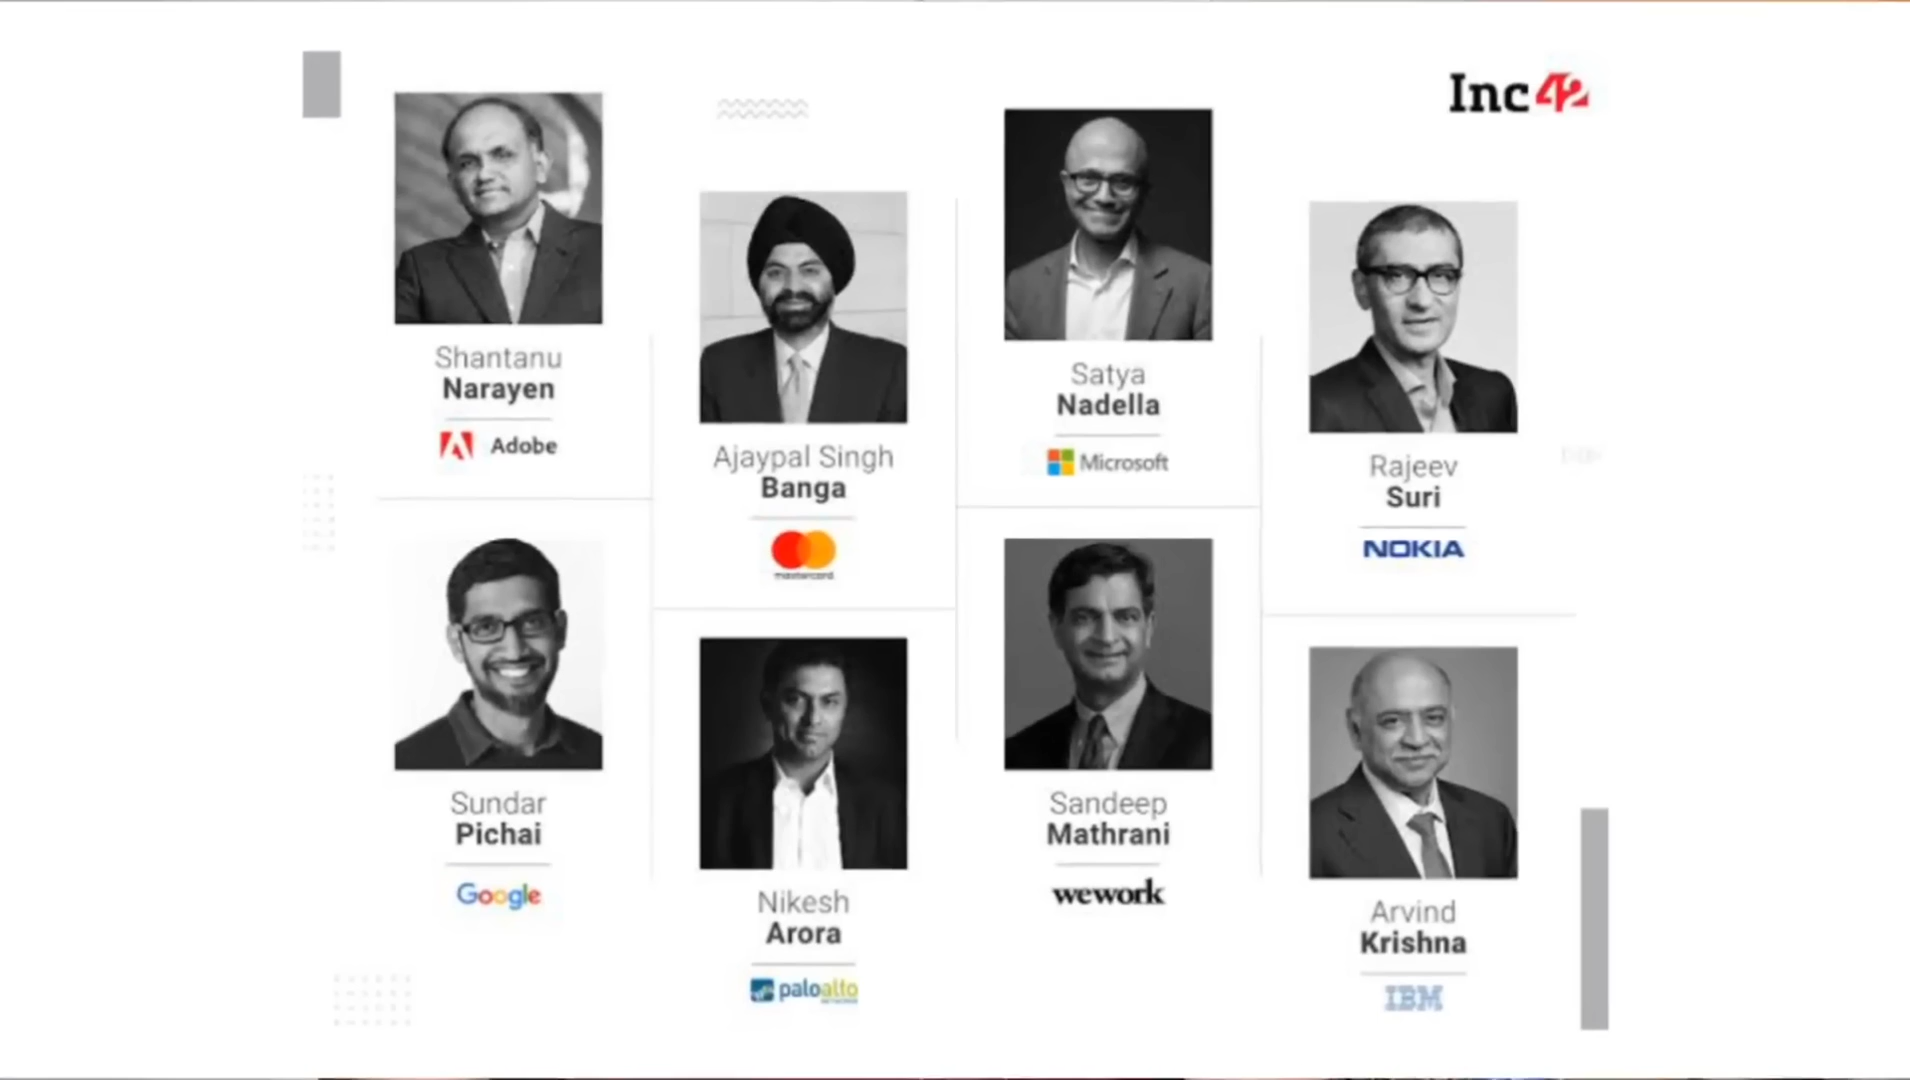 Inc42
Shantanu
Narayen
Adobe
Ajaypal Singh
Banga
mastercard
Satya
Nadella
Microsoft
Rajeev
Suri
NOKIA
Sundar
Pichai
Google
Nikesh
Arora
paloalto
NETWORKS
Sandeep
Mathrani
wework
Arvind
Krishna
IBM